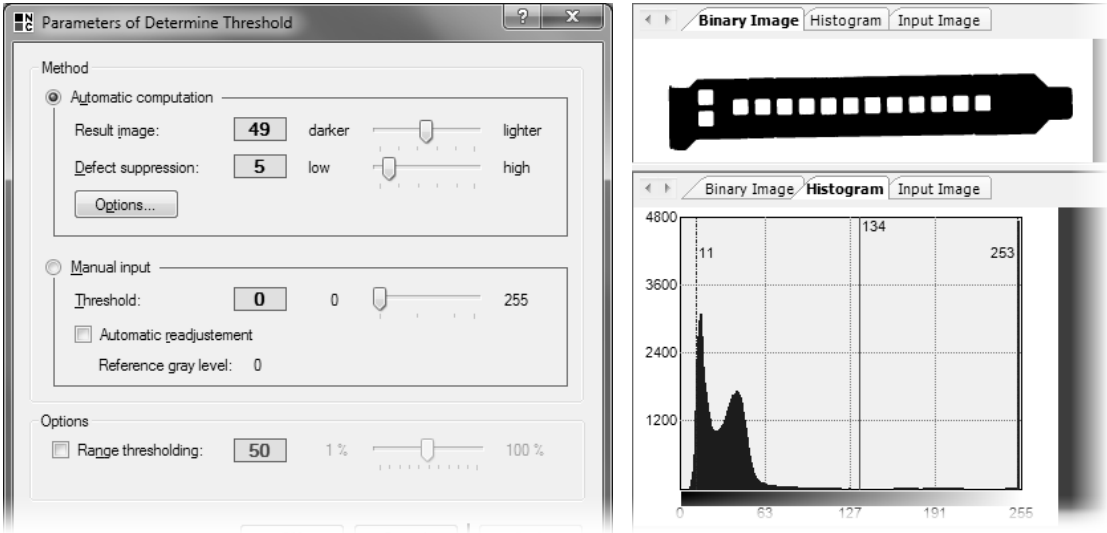 NC
Parameters of Determine Threshold
?
X
Method
Automatic computation
Result image: 49 darker lighter
Defect suppression: 5 low high
Options...
Manual input
Threshold: 0 0 255
Automatic readjustement
Reference gray level: 0
Options
Range thresholding: 50 1 % 100 %
Binary Image Histogram Input Image
Binary Image Histogram Input Image
4800
134
11
253
3600
2400
1200
0 63 127 191 255